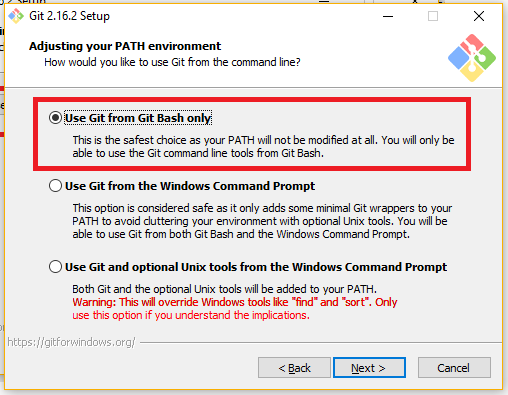 Git 2.16.2 Setup
Adjusting your PATH environment
How would you like to use Git from the command line?
Use Git from Git Bash only
This is the safest choice as your PATH will not be modified at all. You will only be
able to use the Git command line tools from Git Bash.
Use Git from the Windows Command Prompt
This option is considered safe as it only adds some minimal Git wrappers to your
PATH to avoid cluttering your environment with optional Unix tools. You will be
able to use Git from both Git Bash and the Windows Command Prompt.
Use Git and optional Unix tools from the Windows Command Prompt
Both Git and the optional Unix tools will be added to your PATH.
Warning: This will override Windows tools like "find" and "sort". Only
use this option if you understand the implications.
https://gitforwindows.org/
< Back
Next >
Cancel